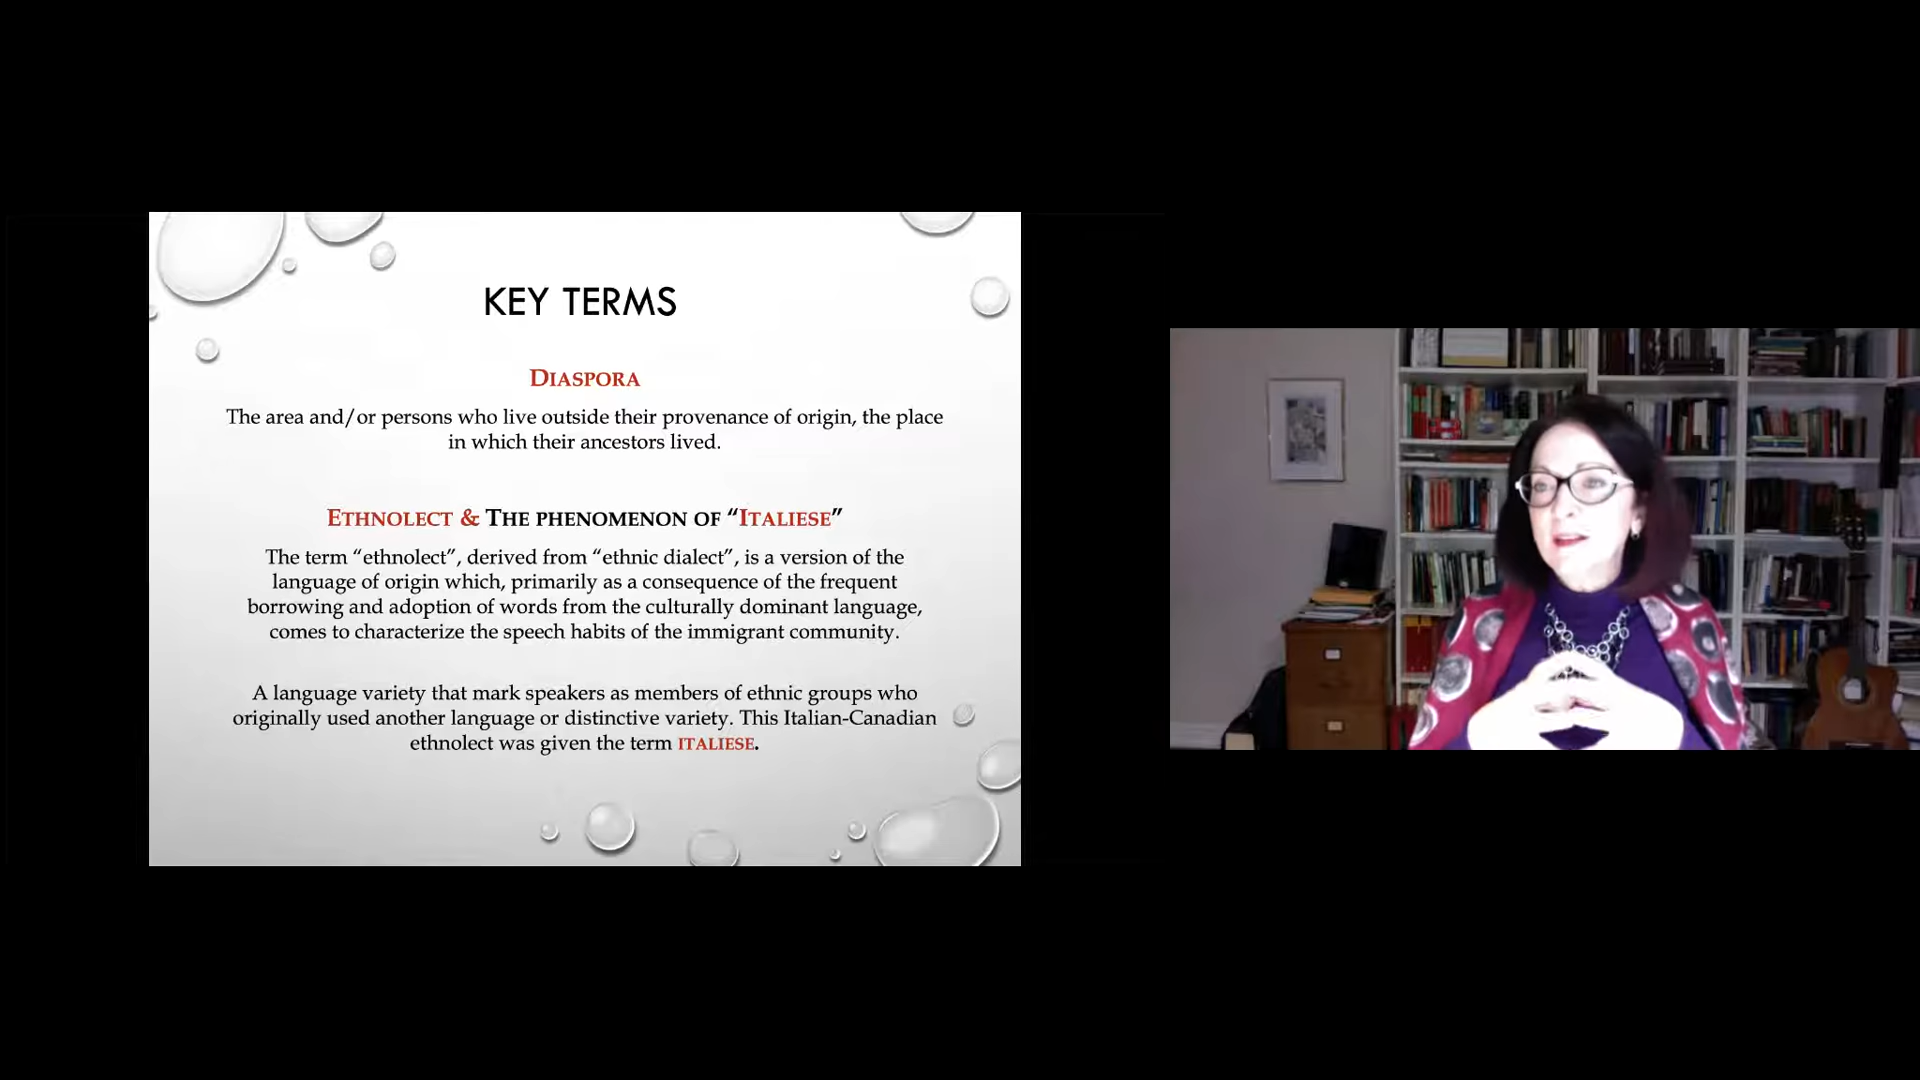 KEY TERMS
DIASPORA
The area and/or persons who live outside their provenance of origin, the place
in which their ancestors lived.
ETHNOLECT & THE PHENOMENON OF “ITALIESE”
The term “ethnolect”, derived from “ethnic dialect”, is a version of the
language of origin which, primarily as a consequence of the frequent
borrowing and adoption of words from the culturally dominant language,
comes to characterize the speech habits of the immigrant community.
A language variety that mark speakers as members of ethnic groups who
originally used another language or distinctive variety. This Italian-Canadian
ethnolect was given the term ITALIESE.